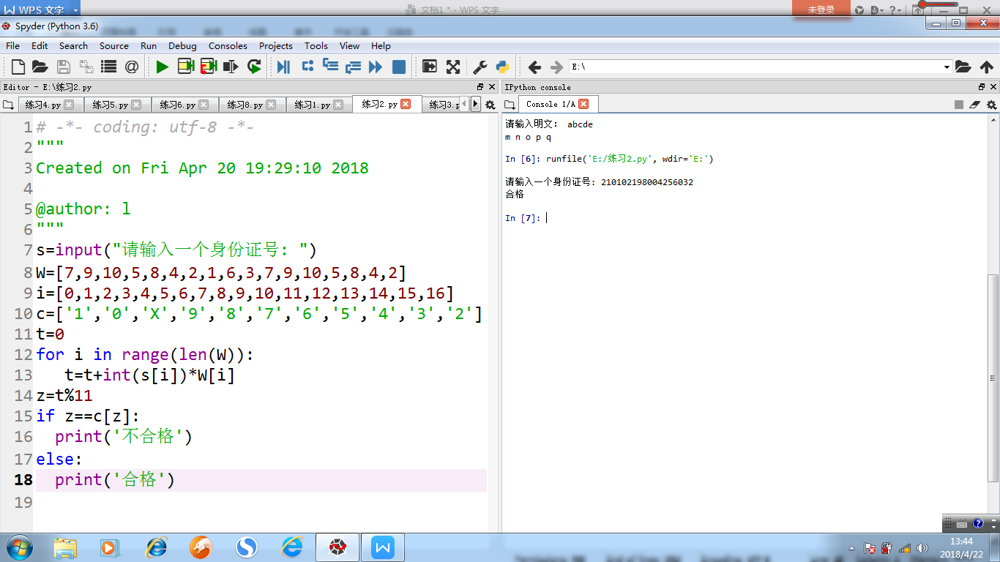 WPS 文字
文档1 * - WPS 文字
未登录
Spyder (Python 3.6)
File Edit Search Source Run Debug Consoles Projects Tools View Help
E:\
Editor - E:\练习2.py
练习4.py 练习5.py 练习6.py 练习8.py 练习1.py 练习2.py 练习3.p
1 # -*- coding: utf-8 -*-
2 """
3 Created on Fri Apr 20 19:29:10 2018
4
5 @author: l
6 """
7 s=input("请输入一个身份证号: ")
8 W=[7,9,10,5,8,4,2,1,6,3,7,9,10,5,8,4,2]
9 i=[0,1,2,3,4,5,6,7,8,9,10,11,12,13,14,15,16]
10 c=['1','0','X','9','8','7','6','5','4','3','2']
11 t=0
12 for i in range(len(W)):
13    t=t+int(s[i])*W[i]
14 z=t%11
15 if z==c[z]:
16   print('不合格')
17 else:
18   print('合格')
19
IPython console
Console 1/A
请输入明文： abcde
m n o p q
In [6]: runfile('E:/练习2.py', wdir='E:')
请输入一个身份证号: 210102198004256032
合格
In [7]:
13:44
2018/4/22